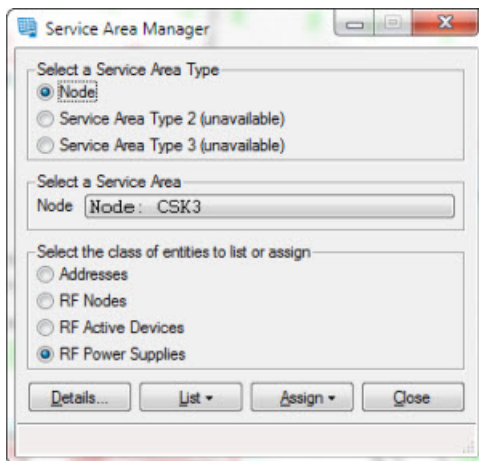 Service Area Manager
Select a Service Area Type
Node
Service Area Type 2 (unavailable)
Service Area Type 3 (unavailable)
Select a Service Area
Node Node: CSK3
Select the class of entities to list or assign
Addresses
RF Nodes
RF Active Devices
RF Power Supplies
Details... List Assign Close